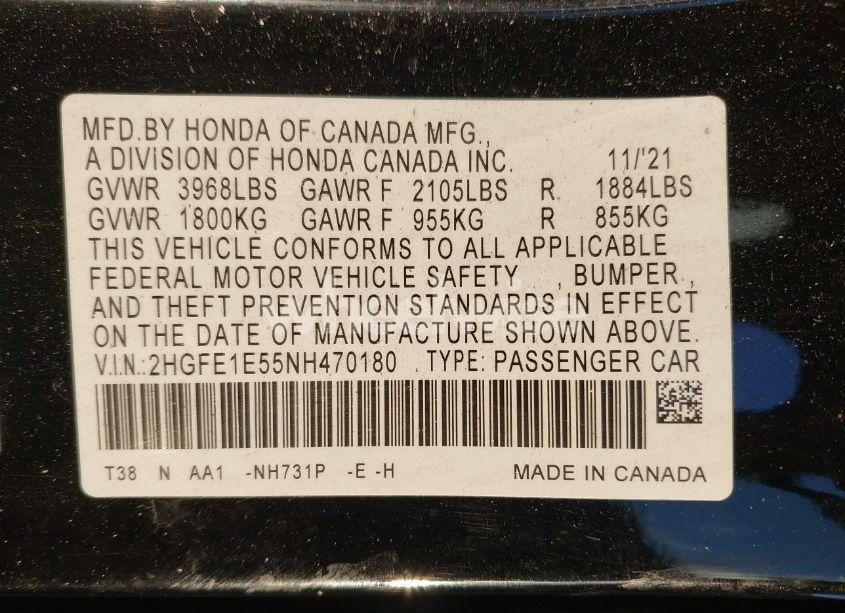 MFD.BY HONDA OF CANADA MFG.,
A DIVISION OF HONDA CANADA INC. 11/'21
GVWR 3968LBS GAWR F 2105LBS R 1884LBS
GVWR 1800KG GAWR F 955KG R 855KG
THIS VEHICLE CONFORMS TO ALL APPLICABLE
FEDERAL MOTOR VEHICLE SAFETY , BUMPER ,
AND THEFT PREVENTION STANDARDS IN EFFECT
ON THE DATE OF MANUFACTURE SHOWN ABOVE.
V.I.N.:2HGFE1E55NH470180 . TYPE: PASSENGER CAR
T38 N AA1 -NH731P -E -H MADE IN CANADA